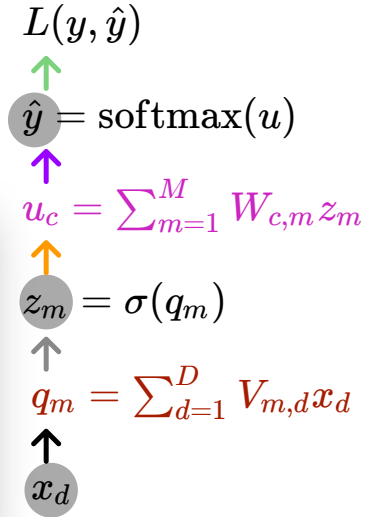 L(y, ŷ)
ŷ = softmax(u)
u_c = ∑_{m=1}^{M} W_{c,m} z_m
z_m = σ(q_m)
q_m = ∑_{d=1}^{D} V_{m,d} x_d
x_d